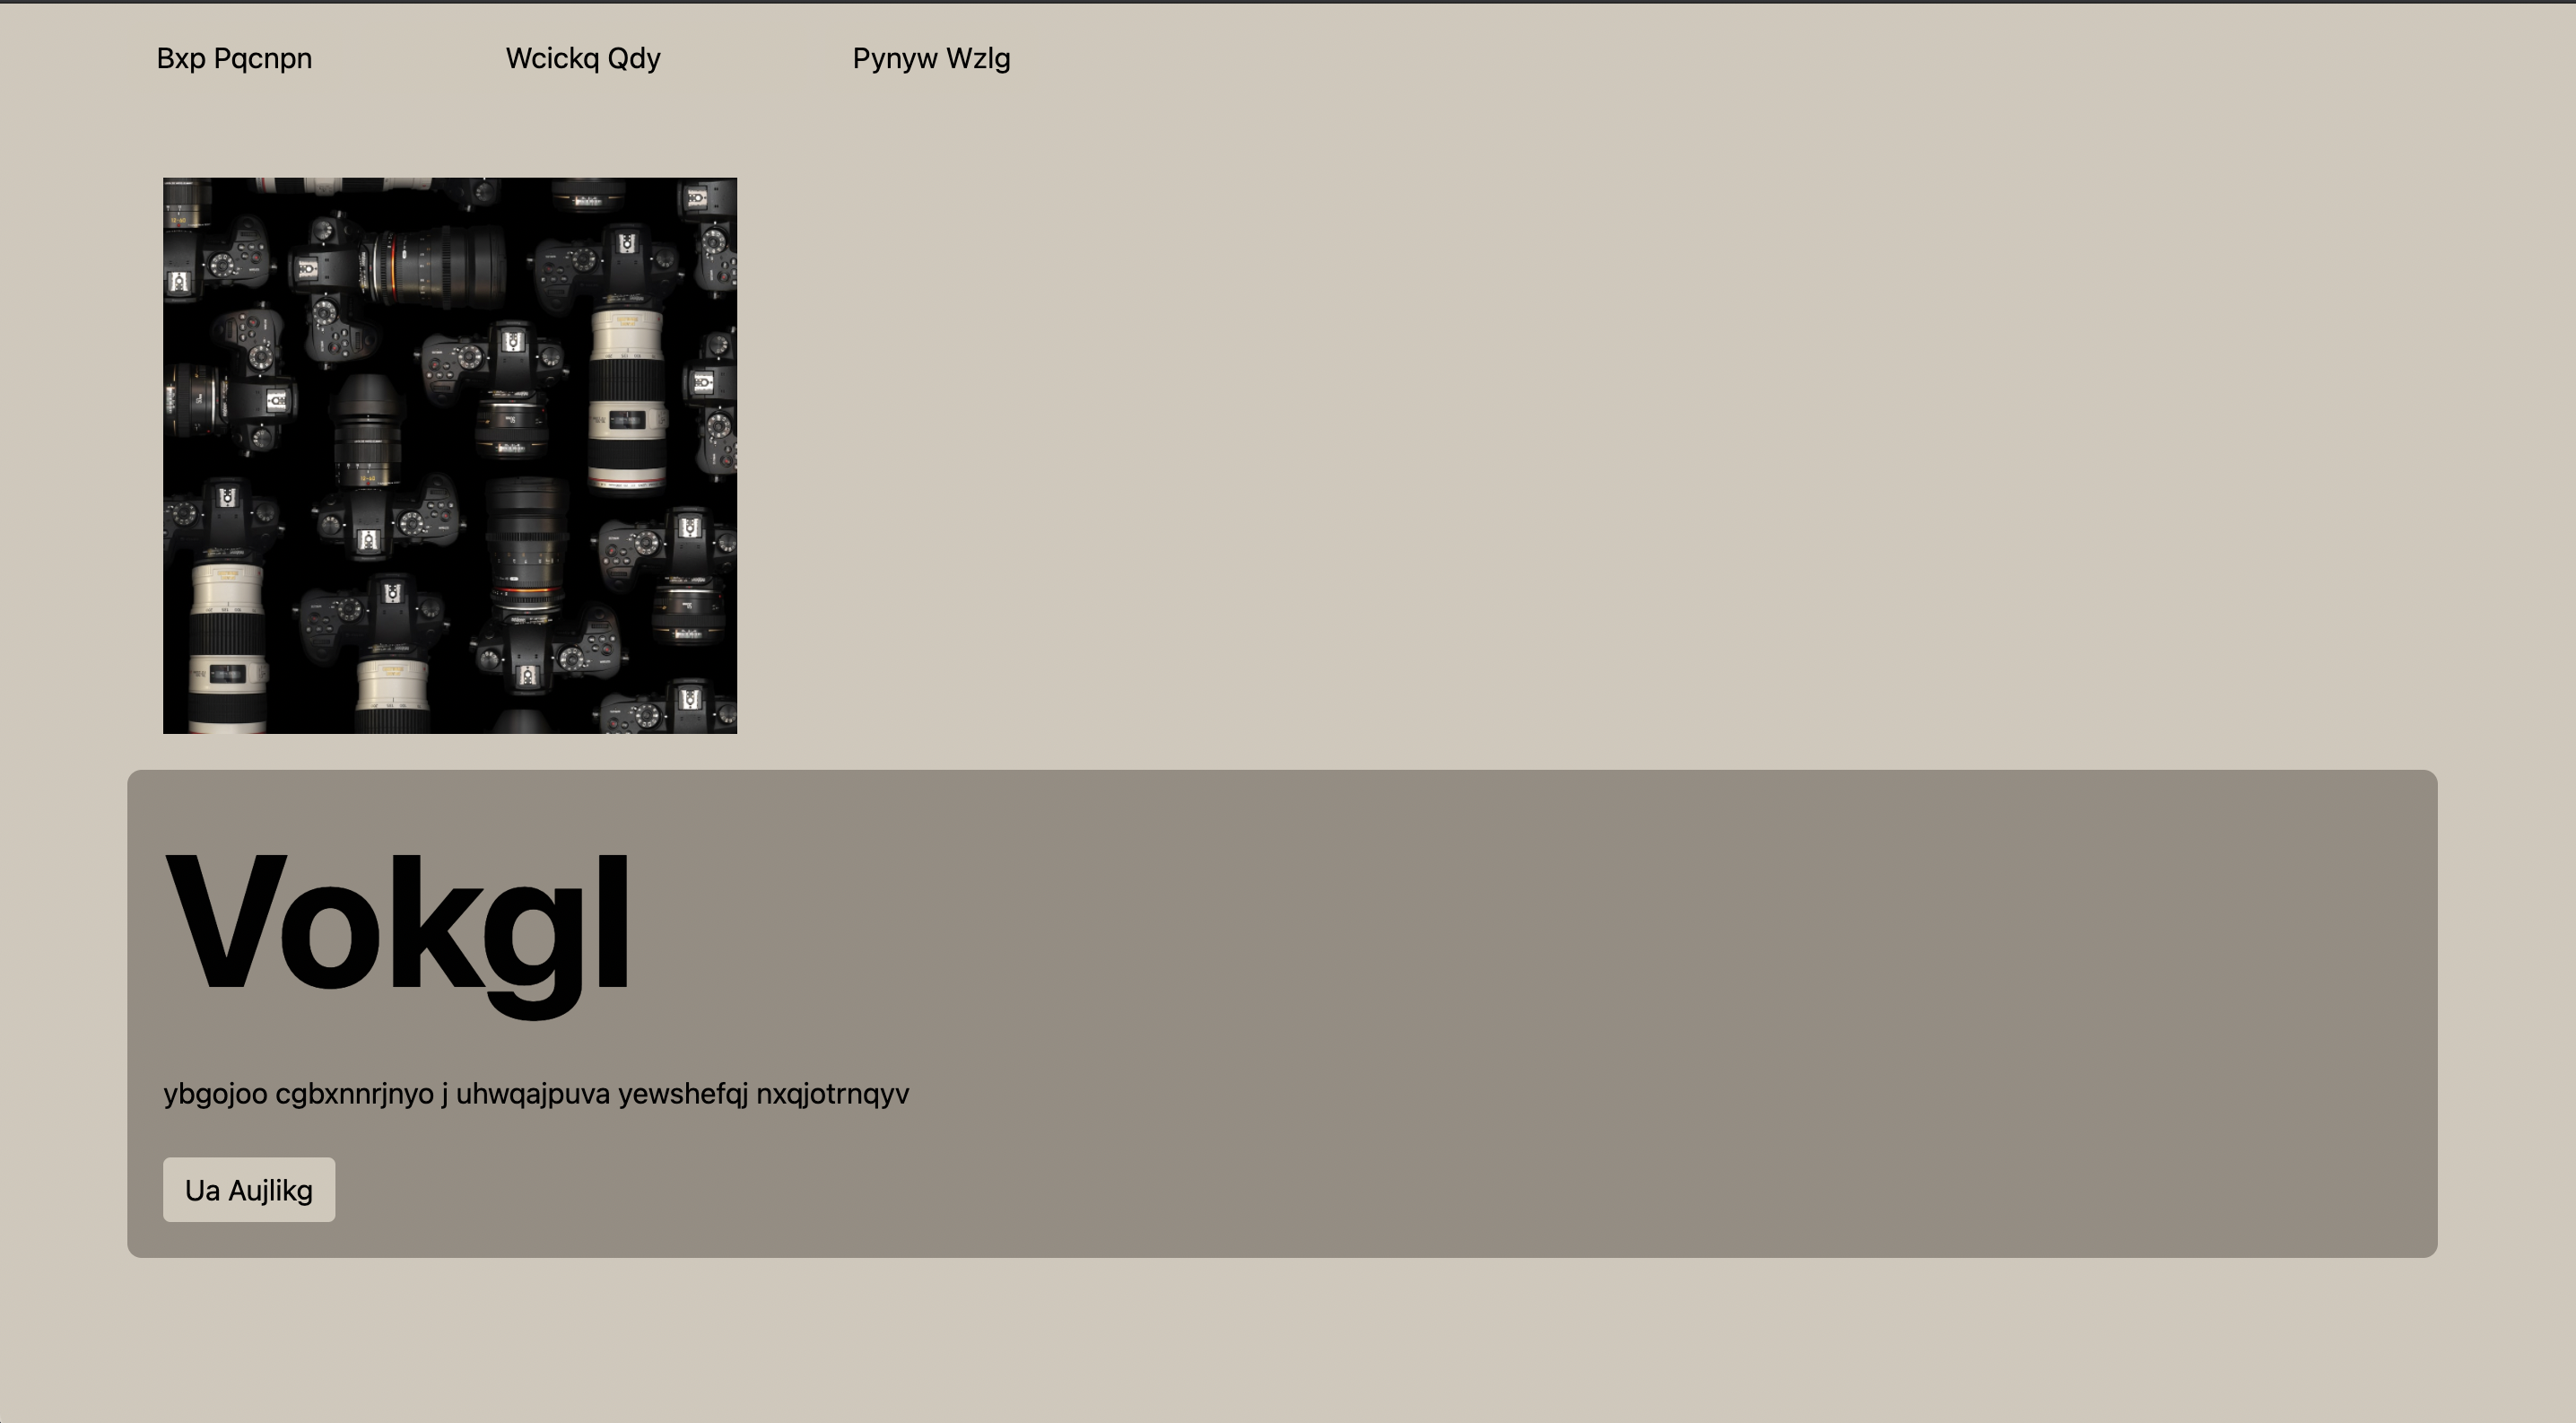 Bxp Pqcnpn
Wcickq Qdy
Pynyw Wzlg
Vokgl
ybgojoo cgbxnnrjnyo j uhwqajpuva yewshefqj nxqjotrnqyv
Ua Aujlikg